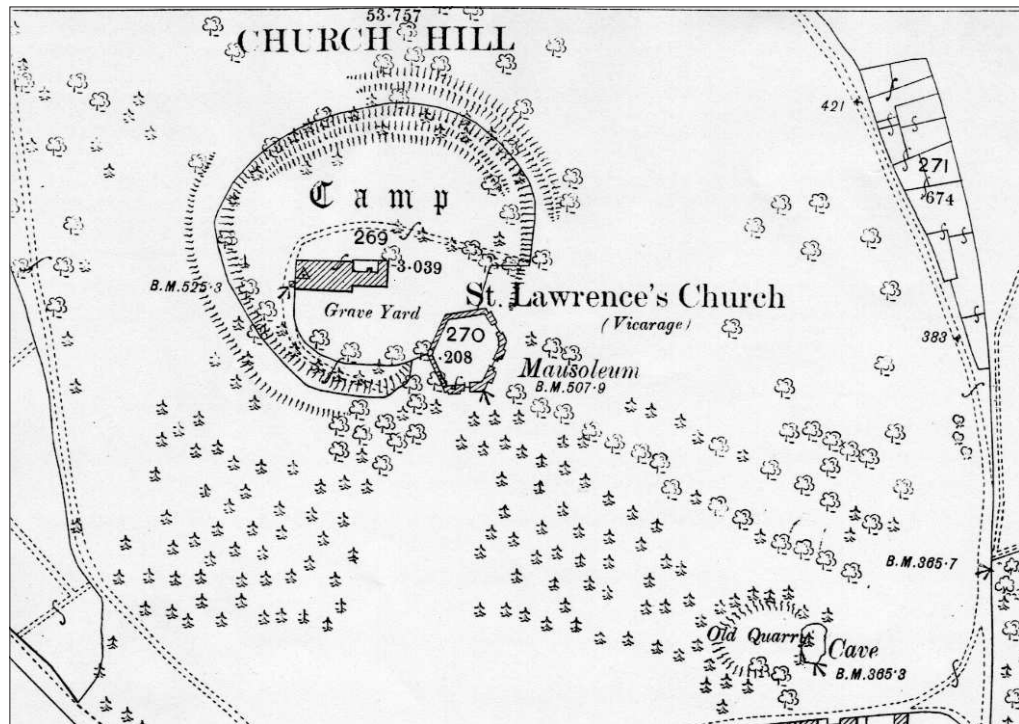 53·757
CHURCH HILL
421
271
·674
Camp
269
3·039
B.M.525·3
Grave Yard
St. Lawrence's Church
(Vicarage)
270
·208
Mausoleum
B.M.507·9
383
B.M.365·7
Old Quarry
Cave
B.M.365·3